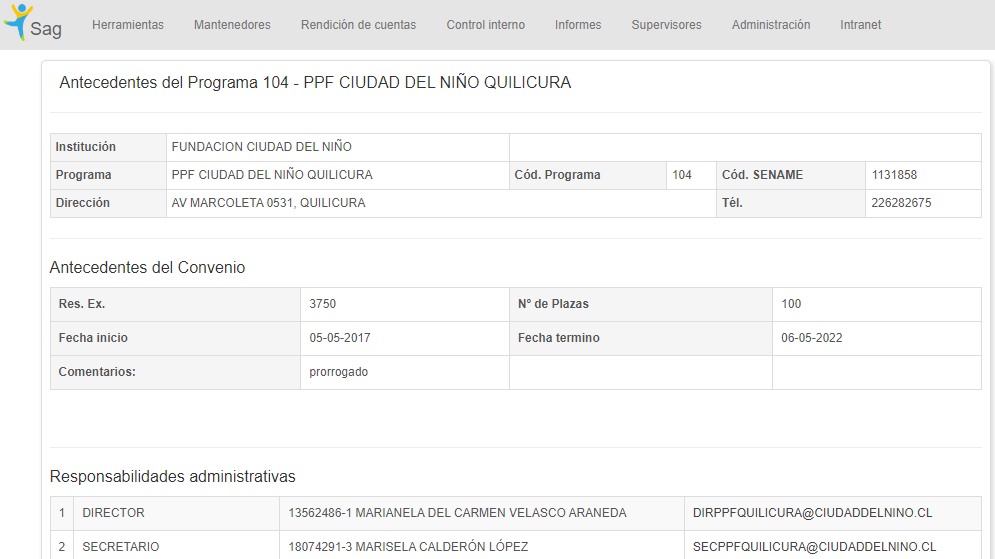 Sag Herramientas Mantenedores Rendición de cuentas Control interno Informes Supervisores Administración Intranet
Antecedentes del Programa 104 - PPF CIUDAD DEL NIÑO QUILICURA
Institución FUNDACION CIUDAD DEL NIÑO
Programa PPF CIUDAD DEL NIÑO QUILICURA Cód. Programa 104 Cód. SENAME 1131858
Dirección AV MARCOLETA 0531, QUILICURA Tél. 226282675
Antecedentes del Convenio
Res. Ex. 3750 Nº de Plazas 100
Fecha inicio 05-05-2017 Fecha termino 06-05-2022
Comentarios: prorrogado
Responsabilidades administrativas
1 DIRECTOR 13562486-1 MARIANELA DEL CARMEN VELASCO ARANEDA DIRPPFQUILICURA@CIUDADDELNINO.CL
2 SECRETARIO 18074291-3 MARISELA CALDERÓN LÓPEZ SECPPFQUILICURA@CIUDADDELNINO.CL